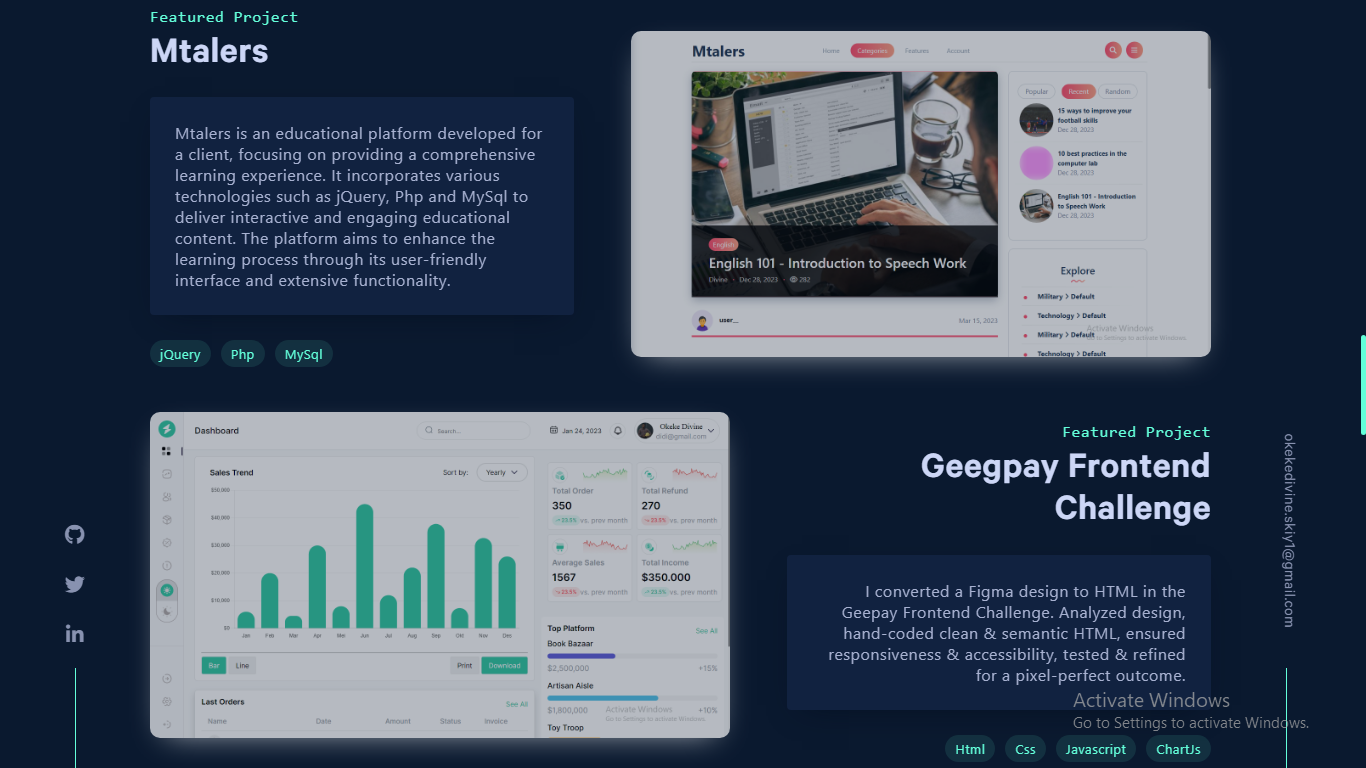 Featured Project
Mtalers
Mtalers is an educational platform developed for
a client, focusing on providing a comprehensive
learning experience. It incorporates various
technologies such as jQuery, Php and MySql to
deliver interactive and engaging educational
content. The platform aims to enhance the
learning process through its user-friendly
interface and extensive functionality.
jQuery Php MySql
Mtalers
Home Categories Features Account
English
English 101 - Introduction to Speech Work
Divine · Dec 28, 2023 · 282
user__
Mar 15, 2023
Popular Recent Random
15 ways to improve your
football skills
Dec 28, 2023
10 best practices in the
computer lab
Dec 28, 2023
English 101 - Introduction
to Speech Work
Dec 28, 2023
Explore
Military > Default
Technology > Default
Military > Default
Technology > Default
Activate Windows
Go to Settings to activate Windows.
Dashboard
Search...
Jan 24, 2023
Okeke Divine
didi@gmail.com
Sales Trend
Sort by: Yearly
$50,000
$40,000
$30,000
$20,000
$10,000
$0
Jan Feb Mar Apr Mei Jun Jul Aug Sep Okt Nov Des
Bar Line Print Download
Last Orders See All
Name Date Amount Status Invoice
Total Order
350
23.5% vs. prev month
Total Refund
270
23.5% vs. prev month
Average Sales
1567
23.5% vs. prev month
Total Income
$350.000
23.5% vs. prev month
Top Platform See All
Book Bazaar
$2,500,000 +15%
Artisan Aisle
$1,800,000 +10%
Toy Troop
Activate Windows
Go to Settings to activate Windows.
Featured Project
Geegpay Frontend
Challenge
I converted a Figma design to HTML in the
Geepay Frontend Challenge. Analyzed design,
hand-coded clean & semantic HTML, ensured
responsiveness & accessibility, tested & refined
for a pixel-perfect outcome.
Html Css Javascript ChartJs
okekedivine.skiy1@gmail.com
Activate Windows
Go to Settings to activate Windows.